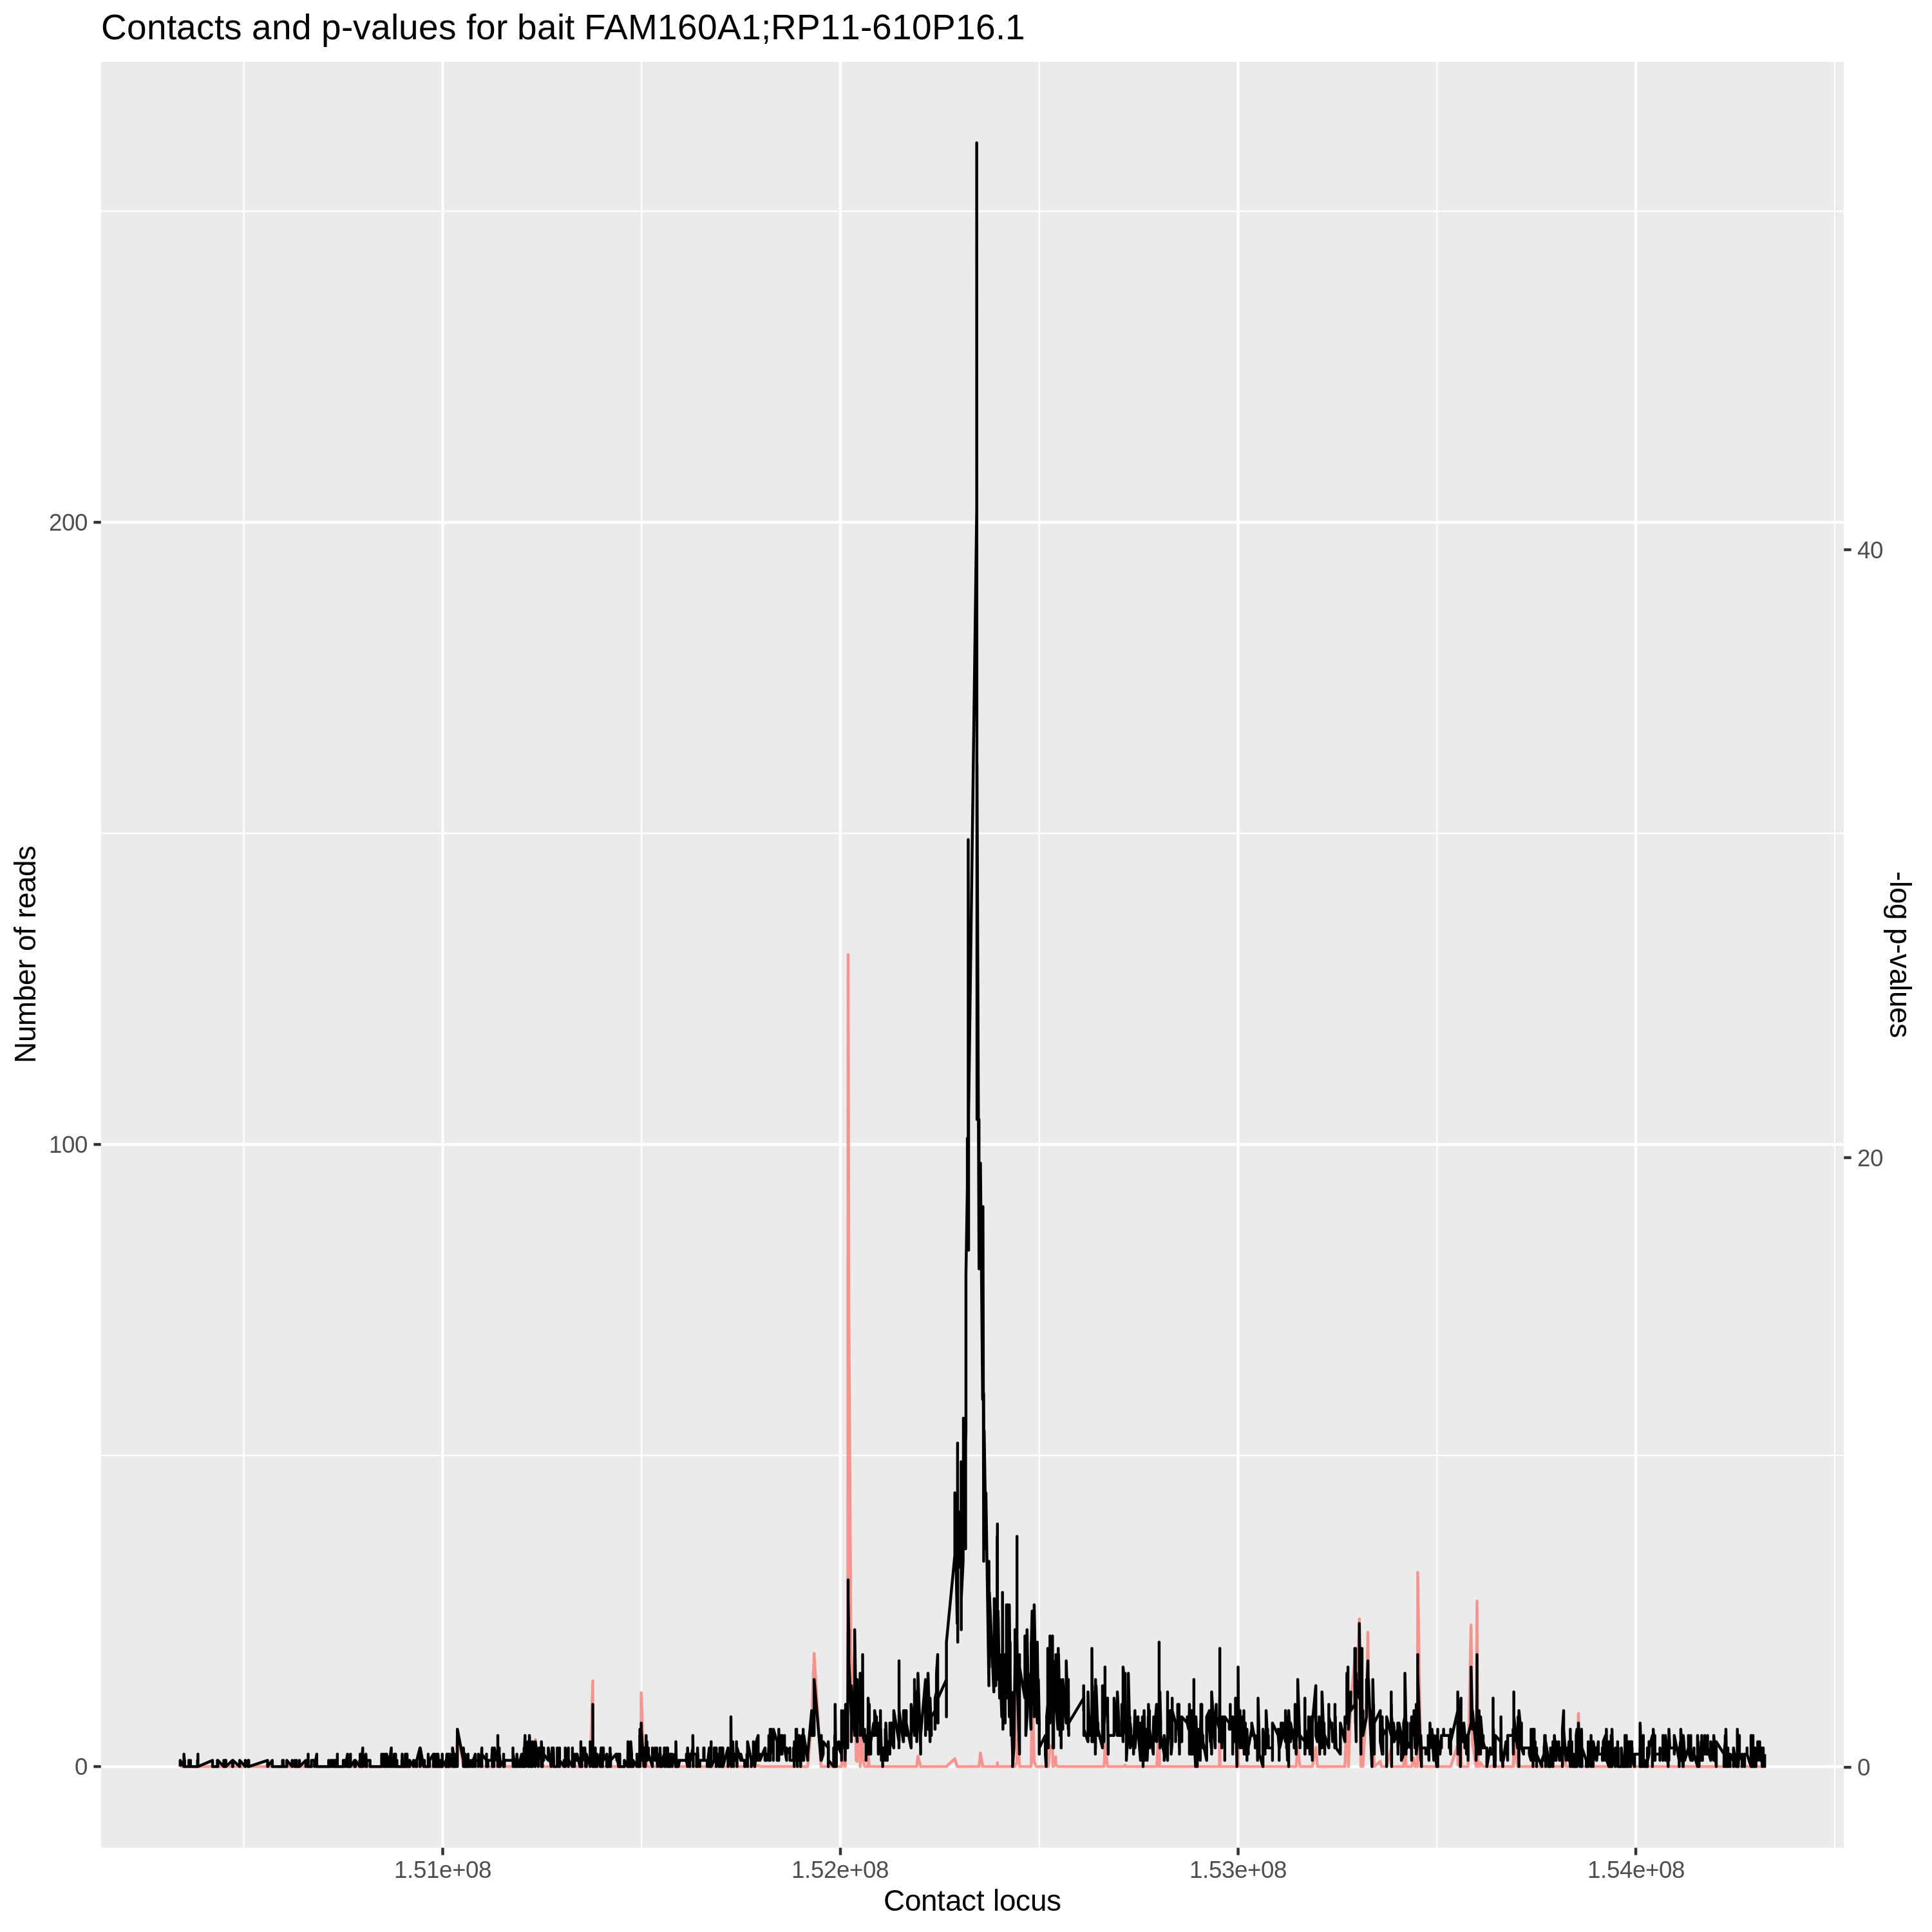 Contacts and p-values for bait FAM160A1;RP11-610P16.1
200
100
0
Number of reads
40
20
0
-log p-values
1.51e+08
1.52e+08
1.53e+08
1.54e+08
Contact locus